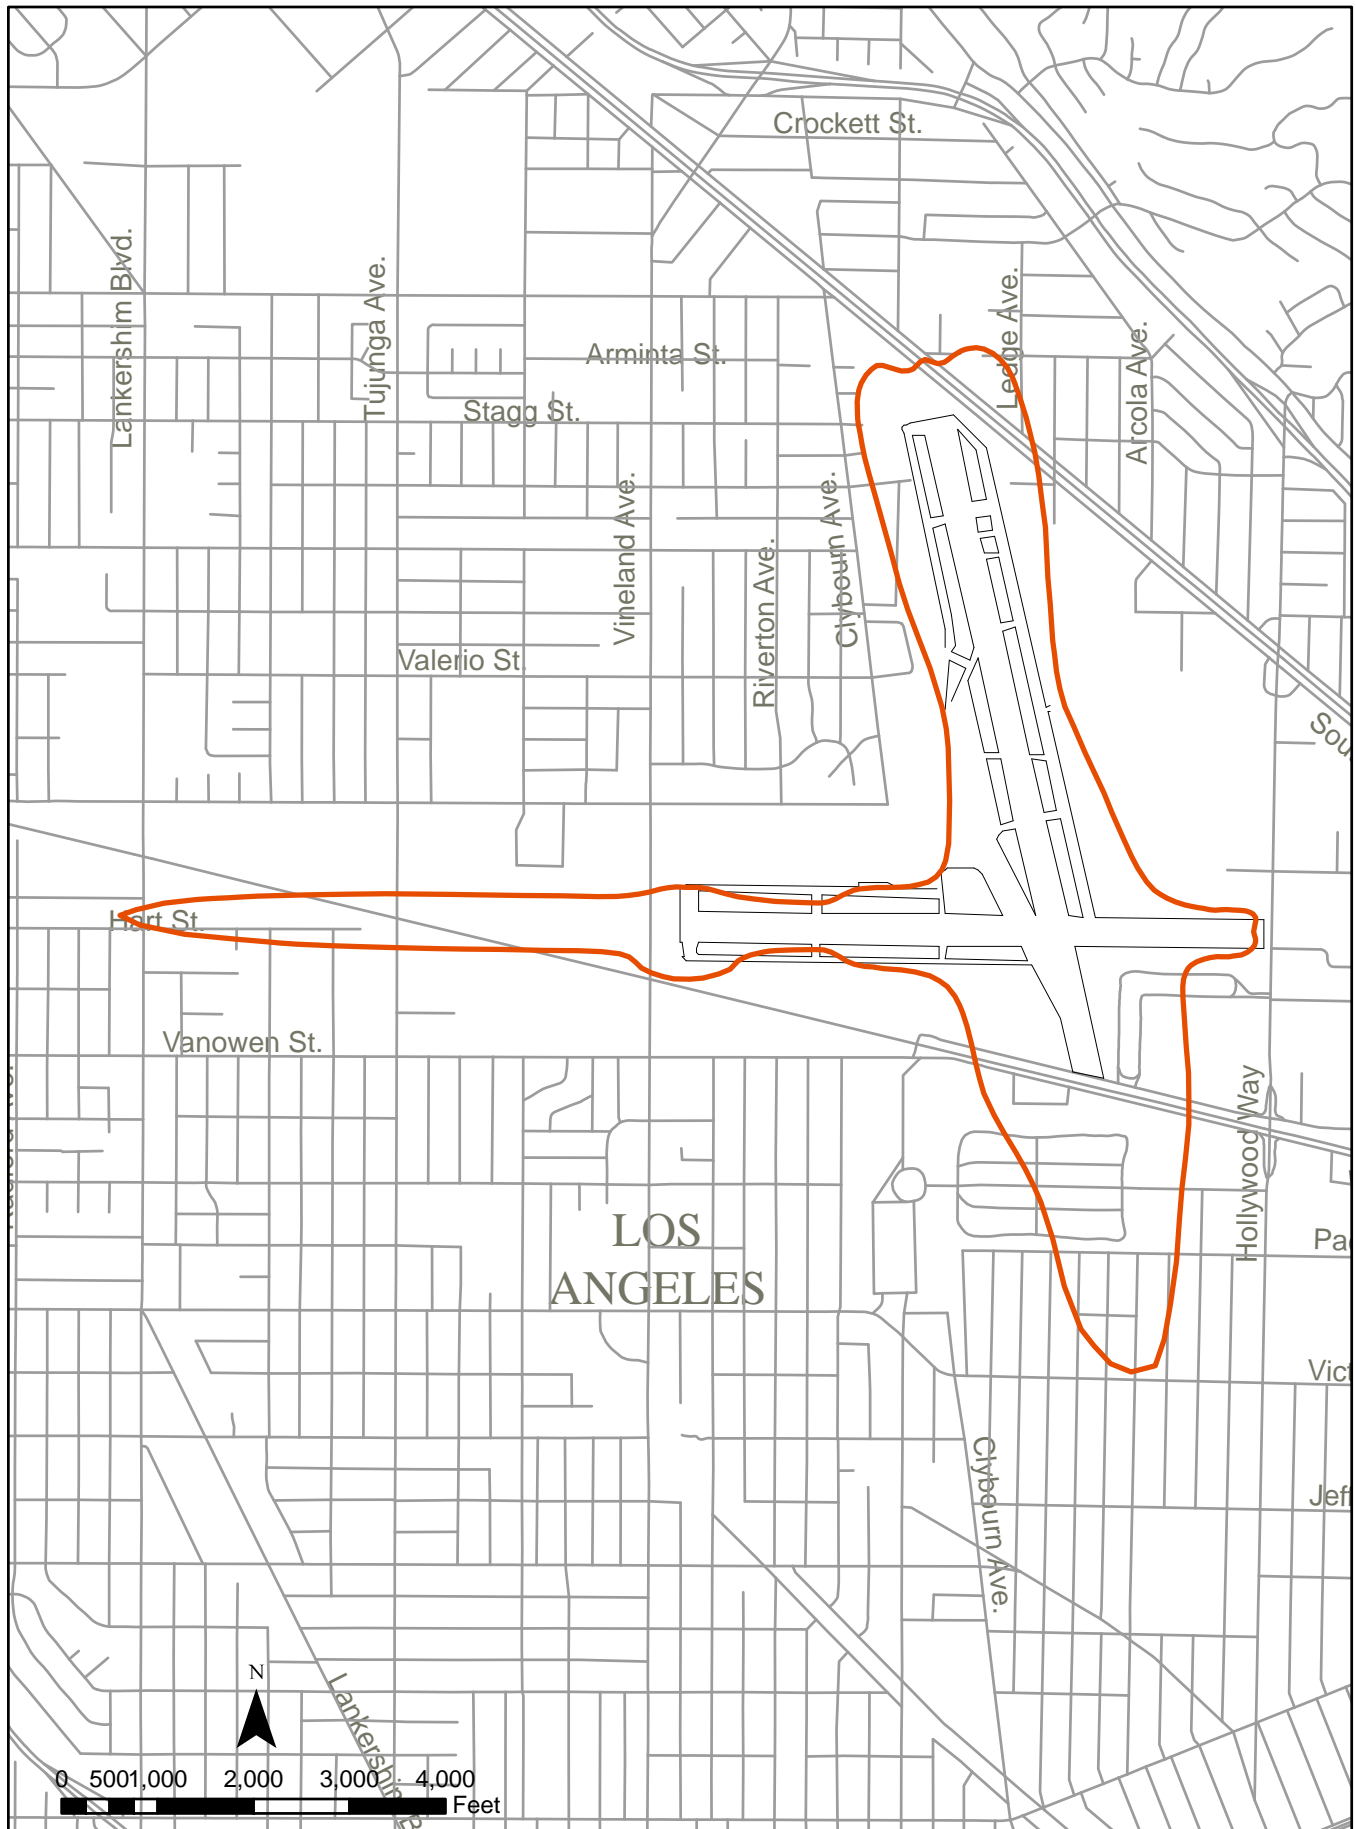 Crockett St.
Lankershim Blvd.
Tujunga Ave.
Ledge Ave.
Arminta St.
Arcola Ave.
Stagg St.
Vineland Ave.
Clybourn Ave.
Riverton Ave.
Valerio St.
Hart St.
Vanowen St.
Hollywood Way
LOS
ANGELES
Clybourn Ave.
N
0 500 1,000 2,000 3,000 4,000
Feet